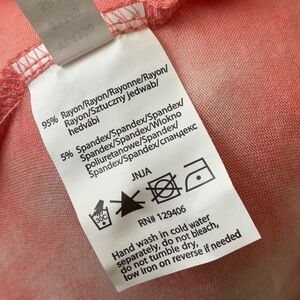 95% Rayon/Rayon/Rayonne/Rayon/
Rayon/Sztuczny jedwab/
hedvábí
5% Spandex/Spandex/Spandex/
Spandex/Spandex/Włokno
poliuretanowe/Spandex/
Spandex/Spandex/спандекс
JNJA
RN# 129406
Hand wash in cold water
separately, do not bleach,
do not tumble dry,
low iron on reverse if needed